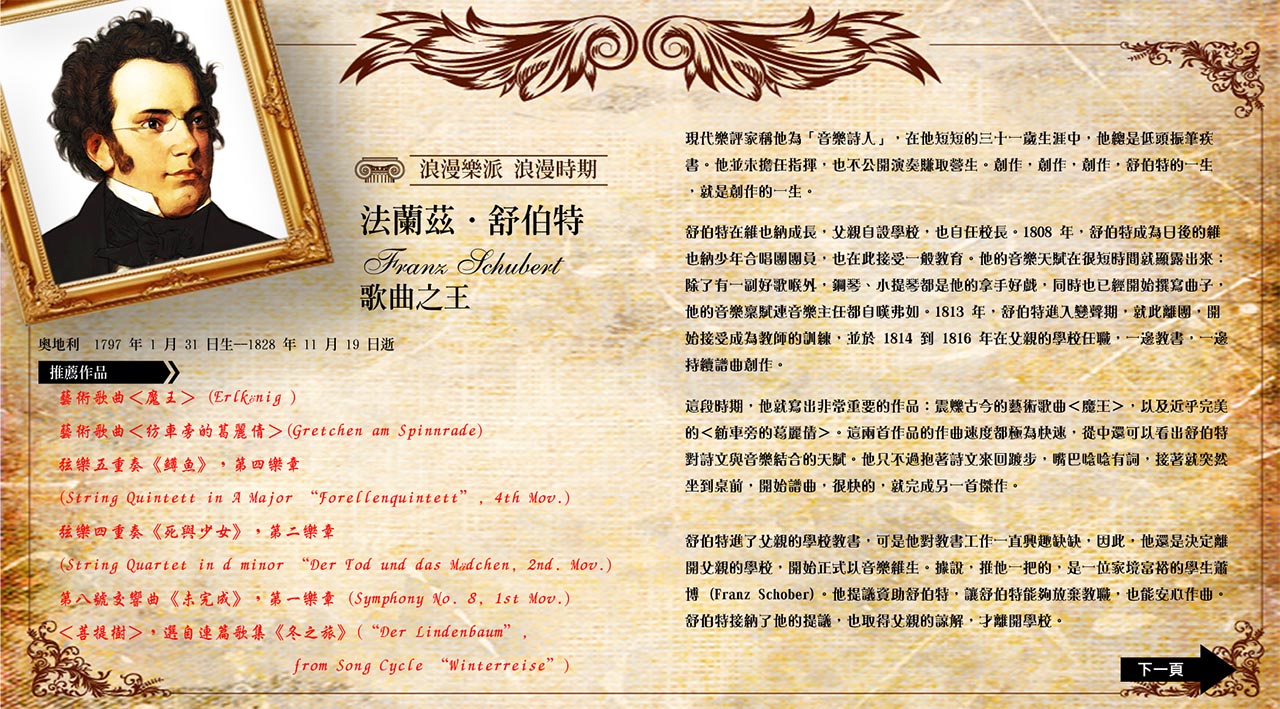 浪漫樂派 浪漫時期
法蘭茲．舒伯特
Franz Schubert
歌曲之王
奧地利 1797 年 1 月 31 日生—1828 年 11 月 19 日逝
推薦作品
藝術歌曲＜魔王＞ (Erlkönig )
藝術歌曲＜彷車旁的葛麗倩＞(Gretchen am Spinnrade)
弦樂五重奏《鱒魚》，第四樂章
(String Quintett in A Major “Forellenquintett” , 4th Mov.)
弦樂四重奏《死與少女》，第二樂章
(String Quartet in d minor “Der Tod und das Mädchen, 2nd. Mov.)
第八號交響曲《未完成》，第一樂章 (Symphony No. 8, 1st Mov.)
＜菩提樹＞，選自連篇歌集《冬之旅》(“Der Lindenbaum” ,
from Song Cycle “Winterreise” )
現代樂評家稱他為「音樂詩人」，在他短短的三十一歲生涯中，他總是低頭振筆疾
書。他並未擔任指揮，也不公開演奏賺取營生。創作，創作，創作，舒伯特的一生
，就是創作的一生。
舒伯特在維也納成長，父親自設學校，也自任校長。1808 年，舒伯特成為日後的維
也納少年合唱團團員，也在此接受一般教育。他的音樂天賦在很短時間就顯露出來：
除了有一副好歌喉外，鋼琴、小提琴都是他的拿手好戲，同時也已經開始撰寫曲子，
他的音樂稟賦連音樂主任都自嘆弗如。1813 年，舒伯特進入變聲期，就此離團，開
始接受成為教師的訓練，並於 1814 到 1816 年在父親的學校任職，一邊教書，一邊
持續譜曲創作。
這段時期，他就寫出非常重要的作品：震爍古今的藝術歌曲＜魔王＞，以及近乎完美
的＜紡車旁的葛麗倩＞。這兩首作品的作曲速度都極為快速，從中還可以看出舒伯特
對詩文與音樂結合的天賦。他只不過抱著詩文來回踱步，嘴巴唸唸有詞，接著就突然
坐到桌前，開始譜曲，很快的，就完成另一首傑作。
舒伯特進了父親的學校教書，可是他對教書工作一直興趣缺缺，因此，他還是決定離
開父親的學校，開始正式以音樂維生。據說，推他一把的，是一位家境富裕的學生蕭
博 (Franz Schober)。他提議資助舒伯特，讓舒伯特能夠放棄教職，也能安心作曲。
舒伯特接納了他的提議，也取得父親的諒解，才離開學校。
下一頁